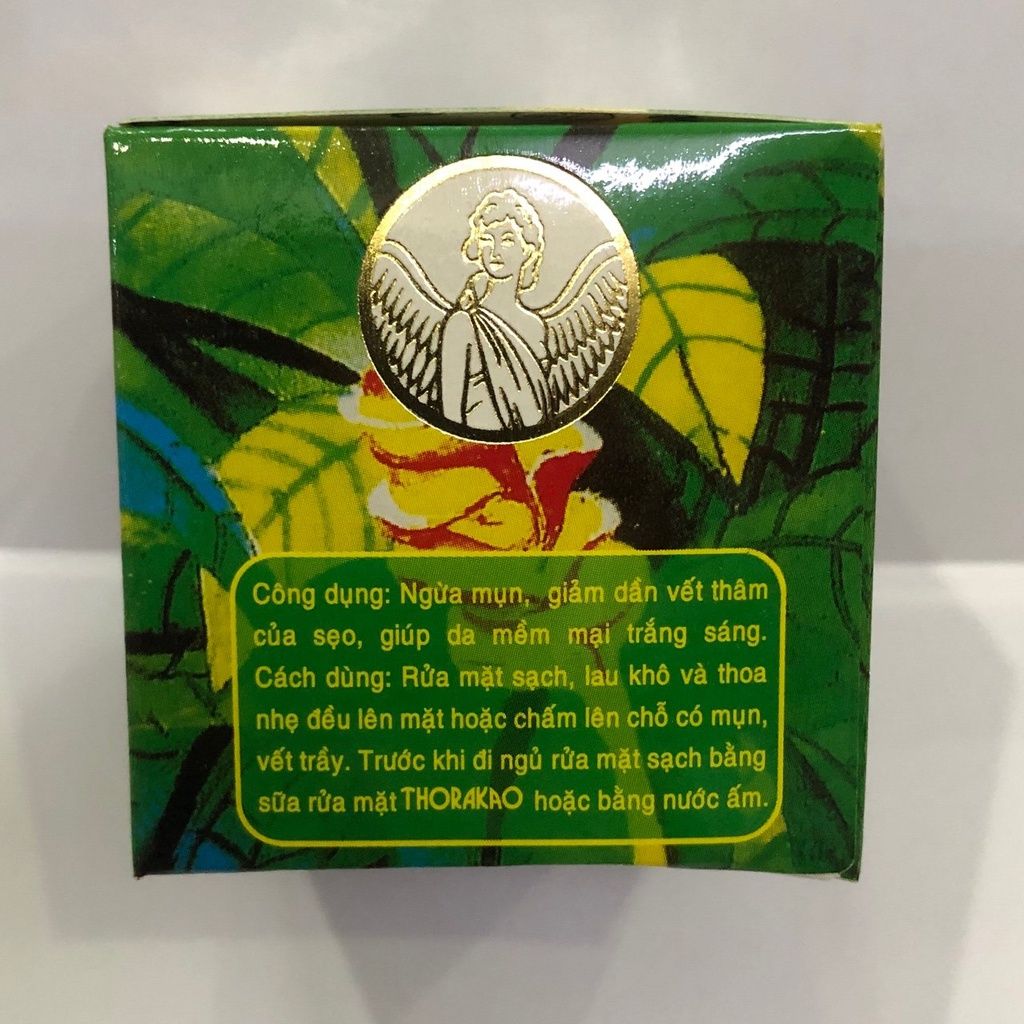 Công dụng: Ngừa mụn, giảm dần vết thâm
của sẹo, giúp da mềm mại trắng sáng.
Cách dùng: Rửa mặt sạch, lau khô và thoa
nhẹ đều lên mặt hoặc chấm lên chỗ có mụn,
vết trầy. Trước khi đi ngủ rửa mặt sạch bằng
sữa rửa mặt THORAKAO hoặc bằng nước ấm.